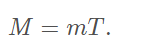 M = mT.